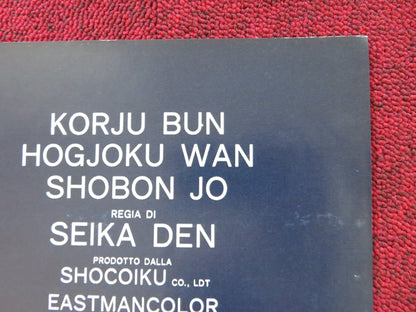 KORJU BUN
HOGJOKU WAN
SHOBON JO
REGIA DI
SEIKA DEN
PRODOTTO DALLA
SHOCOIKU CO., LDT
EASTMANCOLOR